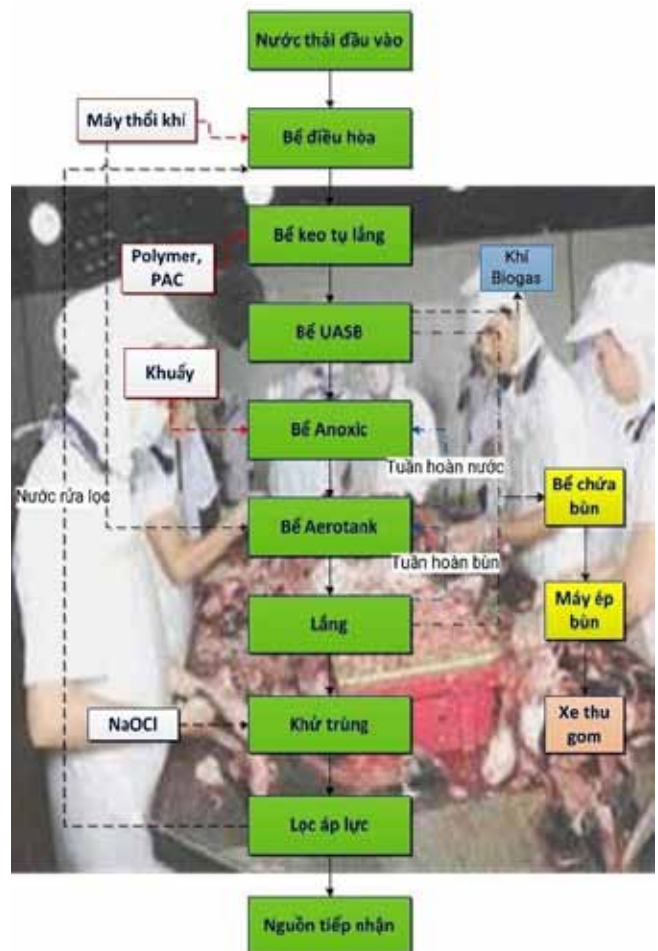 Nước thải đầu vào
Máy thổi khí
Bể điều hòa
Bể keo tụ lắng
Polymer,
PAC
Khí
Biogas
Bể UASB
Khuấy
Bể Anoxic
Tuần hoàn nước
Nước rửa lọc
Bể chứa
bùn
Bể Aerotank
Tuần hoàn bùn
Máy ép
bùn
Lắng
NaOCl
Khử trùng
Xe thu
gom
Lọc áp lực
Nguồn tiếp nhận